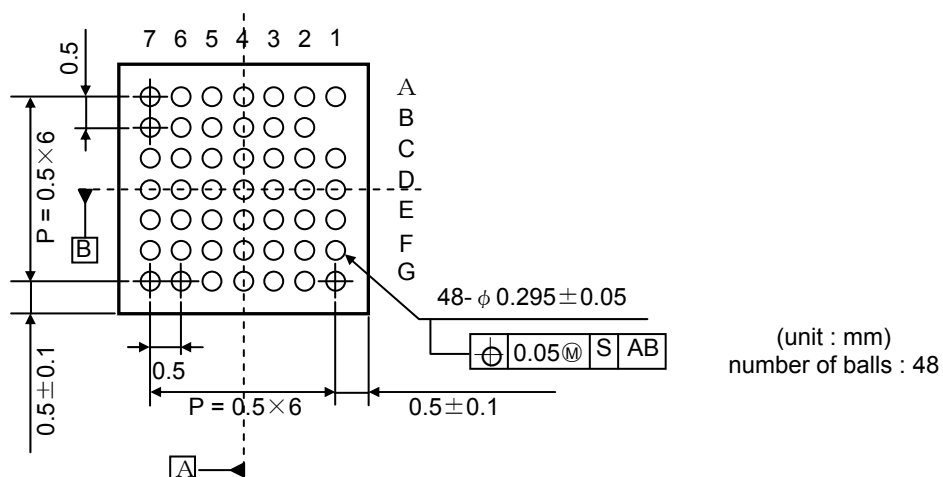 7 6 5 4 3 2 1
0.5
A
B
C
D
E
F
G
P = 0.5×6
B
48-φ 0.295±0.05
0.05Ⓜ S AB
(unit : mm)
number of balls : 48
0.5±0.1
0.5
P = 0.5×6
0.5±0.1
A